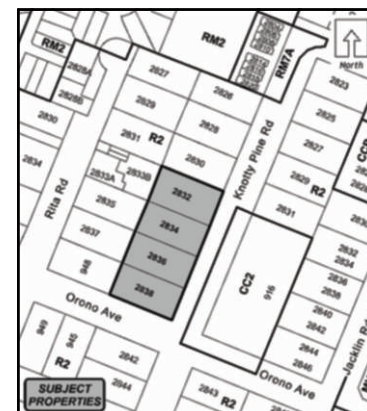 RM2
RM2
RM7A
North
2828A
2828B
2827
2826
2823
2830
2829
2828
2825
2834
2831
R2
2830
2827
CC2
2833A
2833B
2832
2829
R2
2835
2834
2831
2837
2836
948
2838
Rita Rd
Knotty Pine Rd
CC2
916
2832
2834
2836
2838
2840
2842
2844
2846
Jacklin Rd
Orono Ave
Orono Ave
949
945
R2
2842
2844
2843
R2
SUBJECT
PROPERTIES